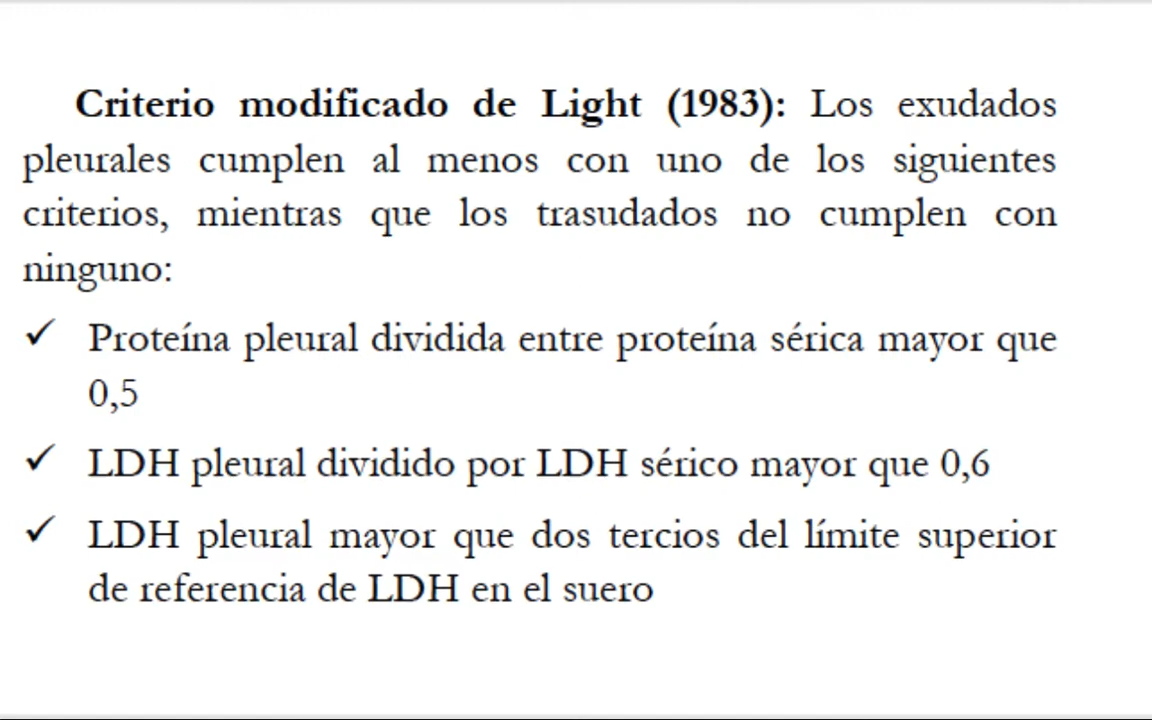 Criterio modificado de Light (1983): Los exudados
pleurales cumplen al menos con uno de los siguientes
criterios, mientras que los trasudados no cumplen con
ninguno:
✓ Proteína pleural dividida entre proteína sérica mayor que
0,5
✓ LDH pleural dividido por LDH sérico mayor que 0,6
✓ LDH pleural mayor que dos tercios del límite superior
de referencia de LDH en el suero